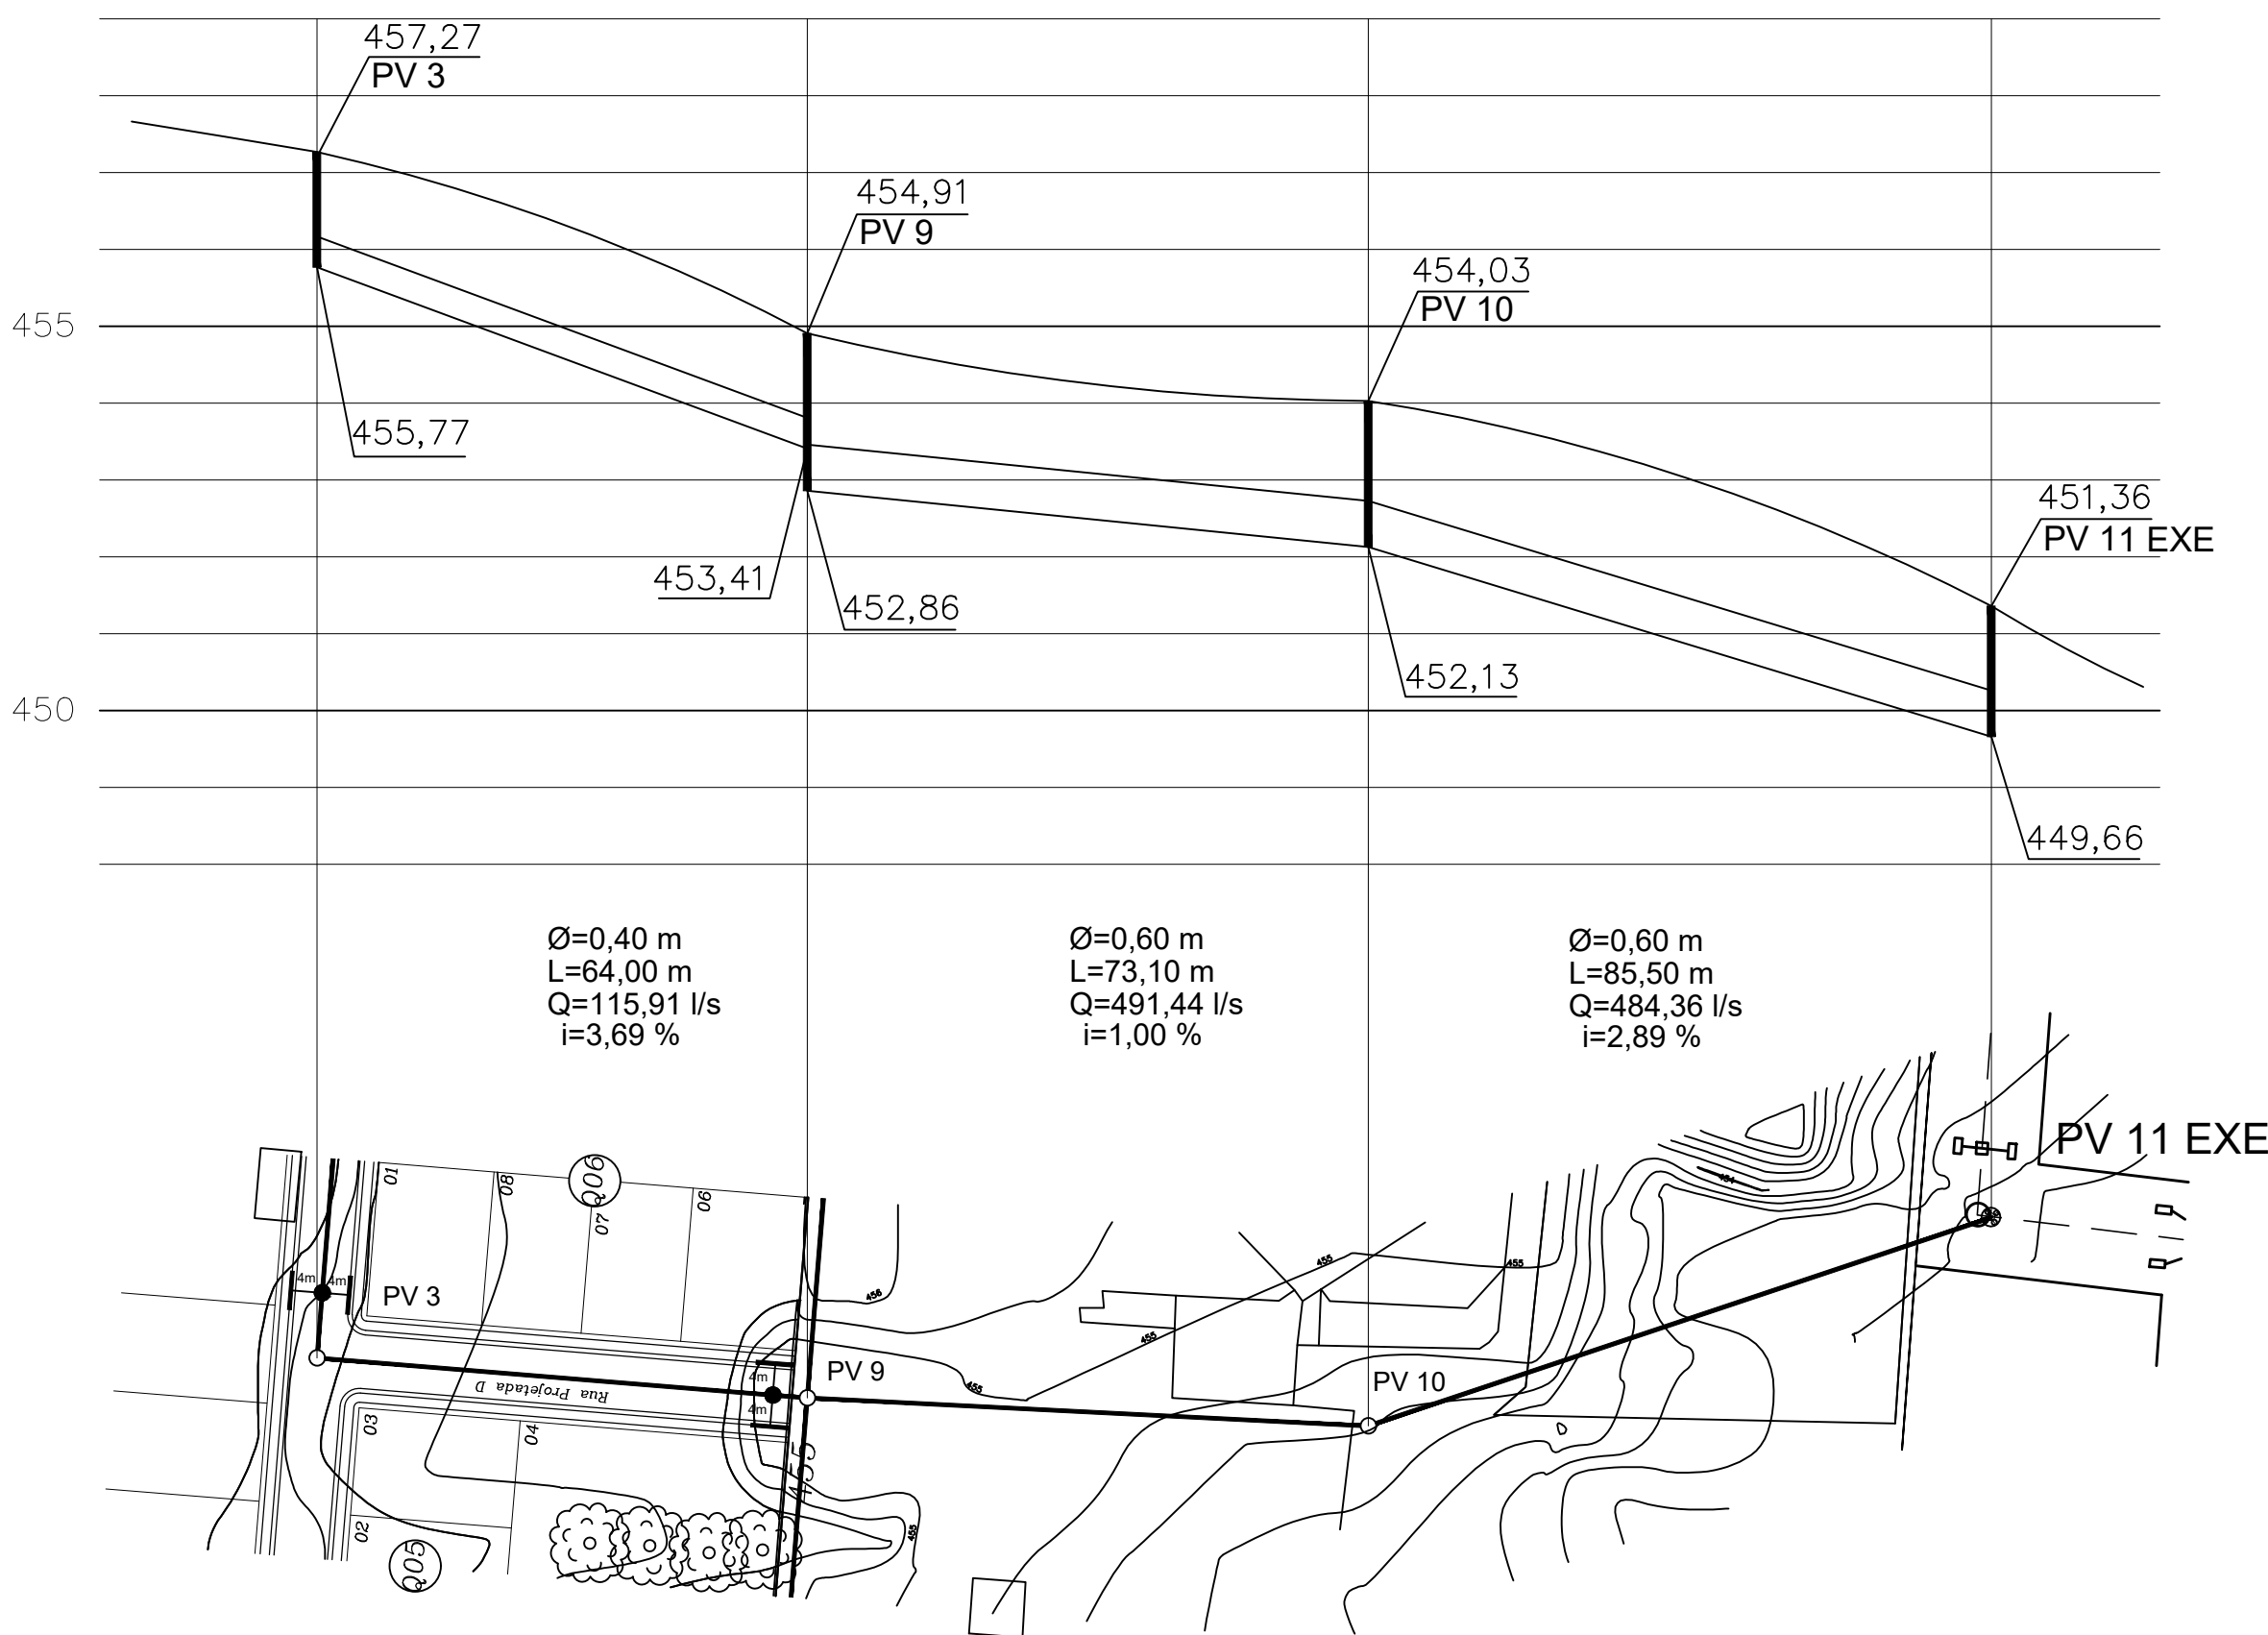 457,27
PV 3
454,91
PV 9
454,03
PV 10
455
455,77
451,36
PV 11 EXE
453,41
452,86
452,13
450
449,66
Ø=0,40 m
L=64,00 m
Q=115,91 l/s
i=3,69 %
Ø=0,60 m
L=73,10 m
Q=491,44 l/s
i=1,00 %
Ø=0,60 m
L=85,50 m
Q=484,36 l/s
i=2,89 %
PV 11 EXE
01
08
Q06
07
06
454
4m
4m
PV 3
456
455
455
455
PV 9
455
PV 10
4m
4m
Rua Projetada D
03
04
455
02
Q05
455